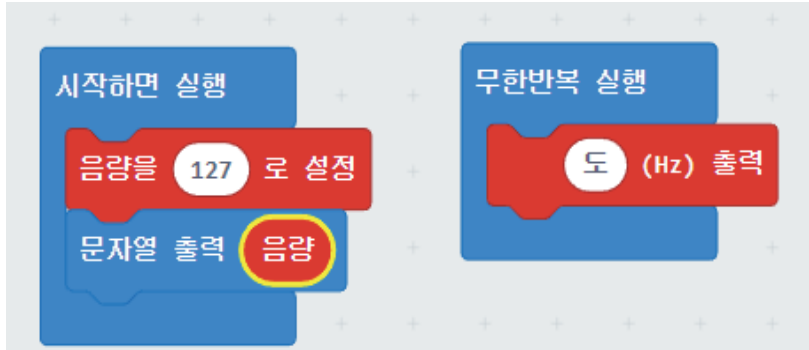 시작하면 실행
음량을 127 로 설정
문자열 출력 음량
무한반복 실행
도 (Hz) 출력